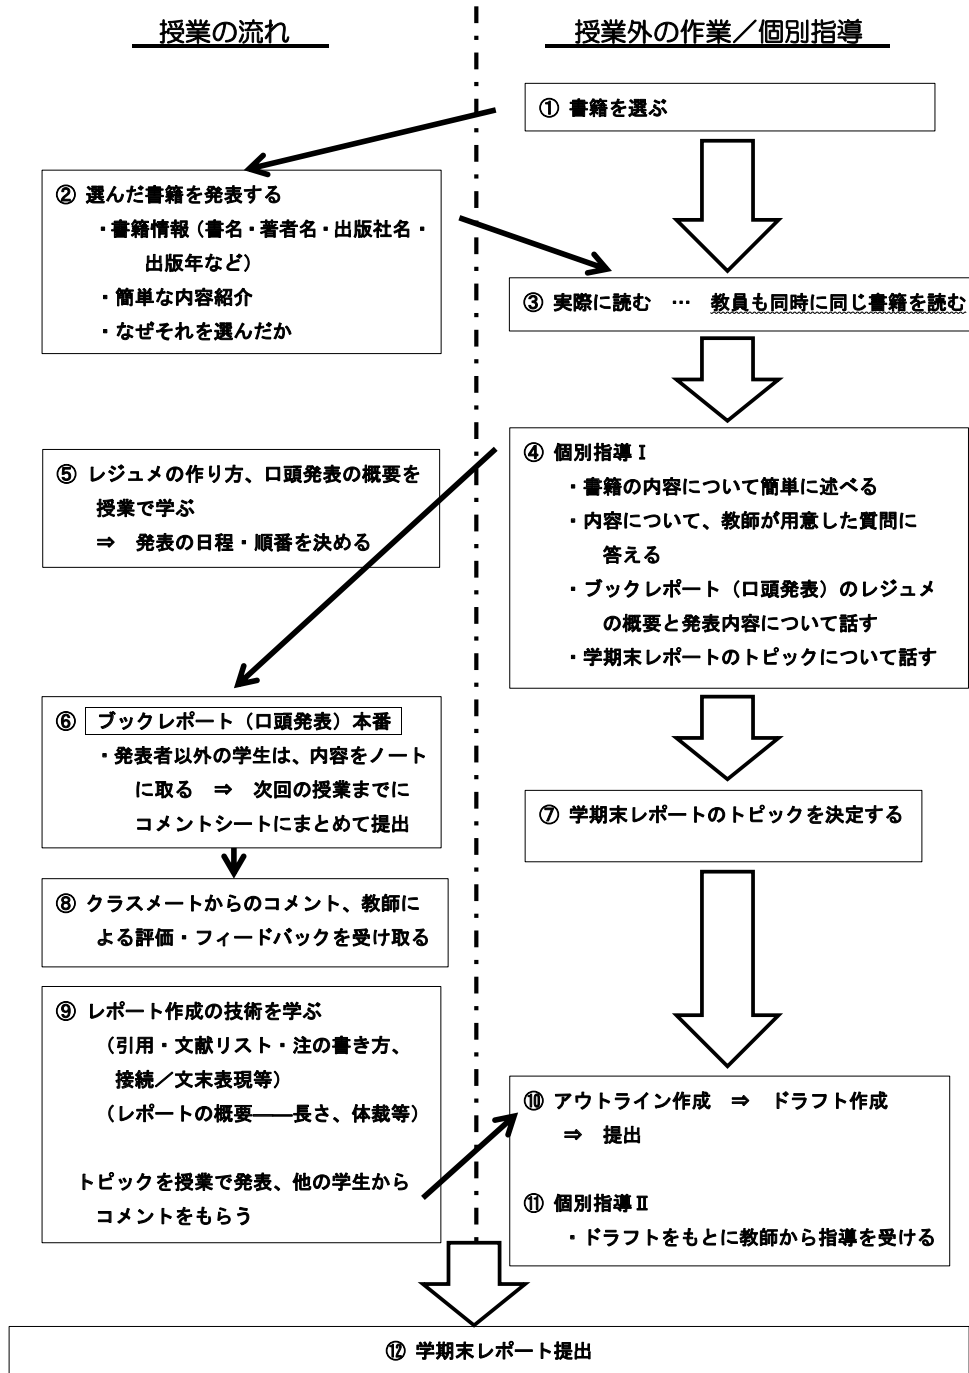 授業の流れ
授業外の作業／個別指導
① 書籍を選ぶ
② 選んだ書籍を発表する
・書籍情報（書名・著者名・出版社名・
出版年など）
・簡単な内容紹介
・なぜそれを選んだか
③ 実際に読む　…　教員も同時に同じ書籍を読む
④ 個別指導Ⅰ
・書籍の内容について簡単に述べる
・内容について、教師が用意した質問に
答える
・ブックレポート（口頭発表）のレジュメ
の概要と発表内容について話す
・学期末レポートのトピックについて話す
⑤ レジュメの作り方、口頭発表の概要を
授業で学ぶ
⇒　発表の日程・順番を決める
⑥ ブックレポート（口頭発表）本番
・発表者以外の学生は、内容をノート
に取る　⇒　次回の授業までに
コメントシートにまとめて提出
⑦ 学期末レポートのトピックを決定する
⑧ クラスメートからのコメント、教師に
よる評価・フィードバックを受け取る
⑨ レポート作成の技術を学ぶ
（引用・文献リスト・注の書き方、
接続／文末表現等）
（レポートの概要――長さ、体裁等）
トピックを授業で発表、他の学生から
コメントをもらう
⑩ アウトライン作成　⇒　ドラフト作成
⇒　提出
⑪ 個別指導Ⅱ
・ドラフトをもとに教師から指導を受ける
⑫ 学期末レポート提出